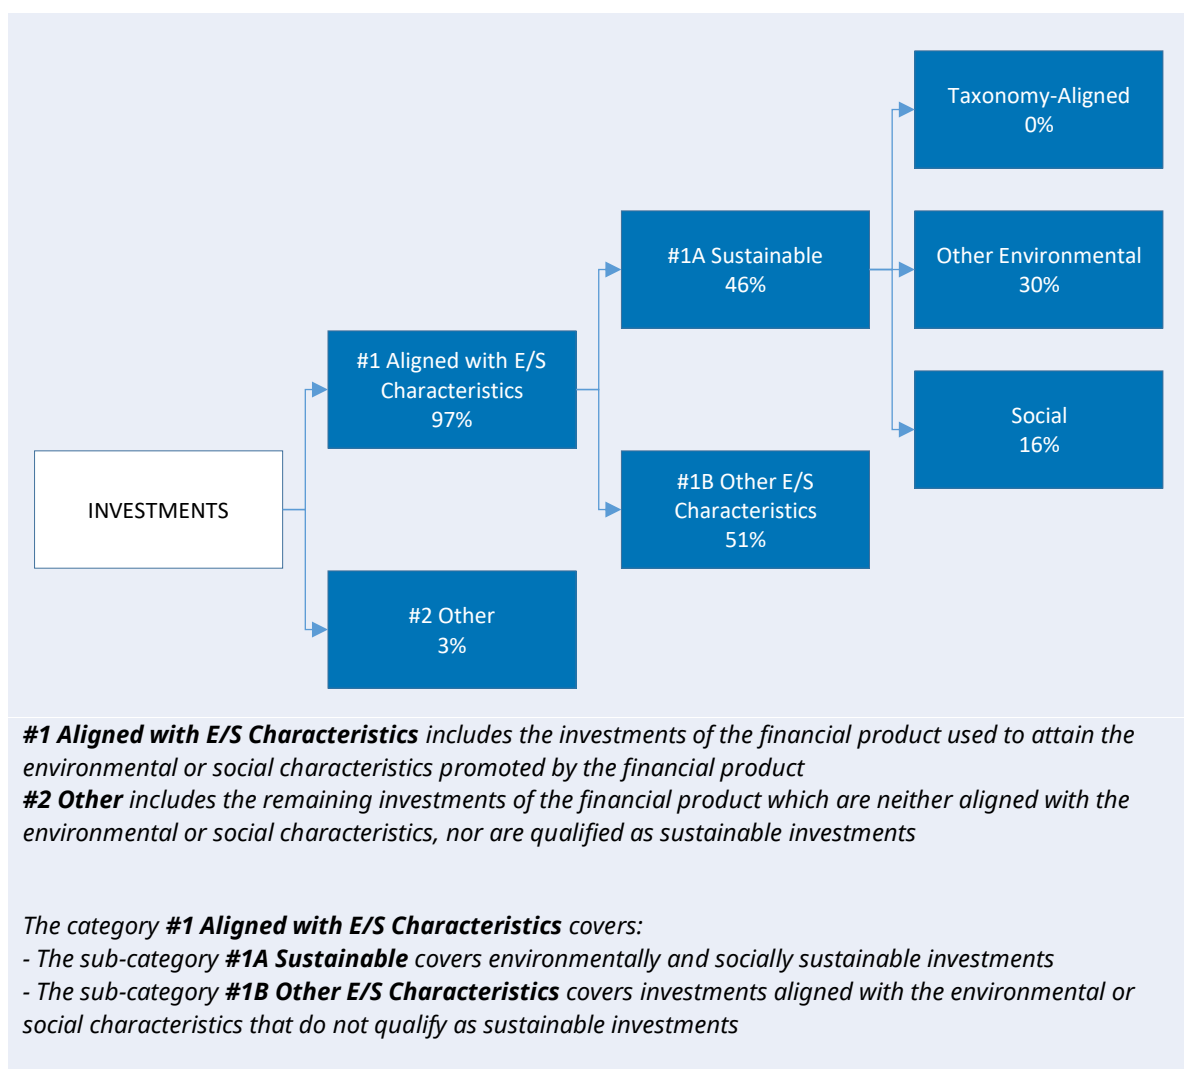 Taxonomy-Aligned
0%
#1A Sustainable
46%
Other Environmental
30%
#1 Aligned with E/S
Characteristics
97%
Social
16%
INVESTMENTS
#1B Other E/S
Characteristics
51%
#2 Other
3%
#1 Aligned with E/S Characteristics includes the investments of the financial product used to attain the
environmental or social characteristics promoted by the financial product
#2 Other includes the remaining investments of the financial product which are neither aligned with the
environmental or social characteristics, nor are qualified as sustainable investments
The category #1 Aligned with E/S Characteristics covers:
- The sub-category #1A Sustainable covers environmentally and socially sustainable investments
- The sub-category #1B Other E/S Characteristics covers investments aligned with the environmental or
social characteristics that do not qualify as sustainable investments